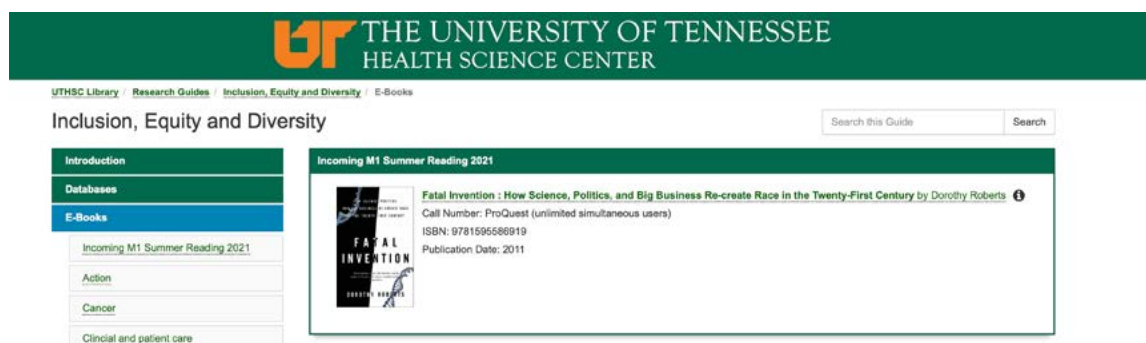 UT THE UNIVERSITY OF TENNESSEE
HEALTH SCIENCE CENTER
UTHSC Library / Research Guides / Inclusion, Equity and Diversity / E-Books
Inclusion, Equity and Diversity
Search this Guide
Search
Introduction
Databases
E-Books
Incoming M1 Summer Reading 2021
Action
Cancer
Clincial and patient care
Incoming M1 Summer Reading 2021
FATAL
INVENTION
DOROTHY ROBERTS
Fatal Invention : How Science, Politics, and Big Business Re-create Race in the Twenty-First Century by Dorothy Roberts
Call Number: ProQuest (unlimited simultaneous users)
ISBN: 9781595586919
Publication Date: 2011